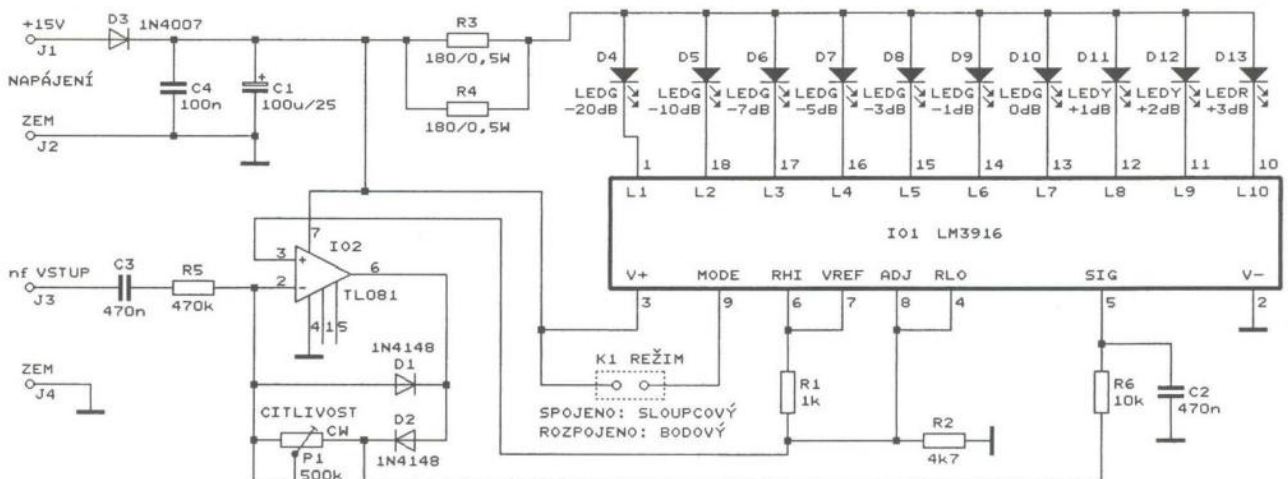 +15V
D3
1N4007
J1
NAPÁJENÍ
C4
100n
C1
+
100u/25
ZEM
J2
R3
180/0,5W
R4
180/0,5W
D4
LEDG
-20dB
D5
LEDG
-10dB
D6
LEDG
-7dB
D7
LEDG
-5dB
D8
LEDG
-3dB
D9
LEDG
-1dB
D10
LEDG
0dB
D11
LEDY
+1dB
D12
LEDY
+2dB
D13
LEDR
+3dB
1 18 17 16 15 14 13 12 11 10
L1 L2 L3 L4 L5 L6 L7 L8 L9 L10
IO1 LM3916
V+ MODE RHI VREF ADJ RLO SIG V-
3 9 6 7 8 4 5 2
nf VSTUP
J3
C3
470n
R5
470k
3
+
2
-
7
IO2
6
TL081
4 1 5
ZEM
J4
1N4148
D1
D2
1N4148
CITLIVOST
CW
P1
500k
K1 REŽIM
SPOJENO: SLOUPCOVÝ
ROZPOJENO: BODOVÝ
R1
1k
R2
4k7
R6
10k
C2
470n